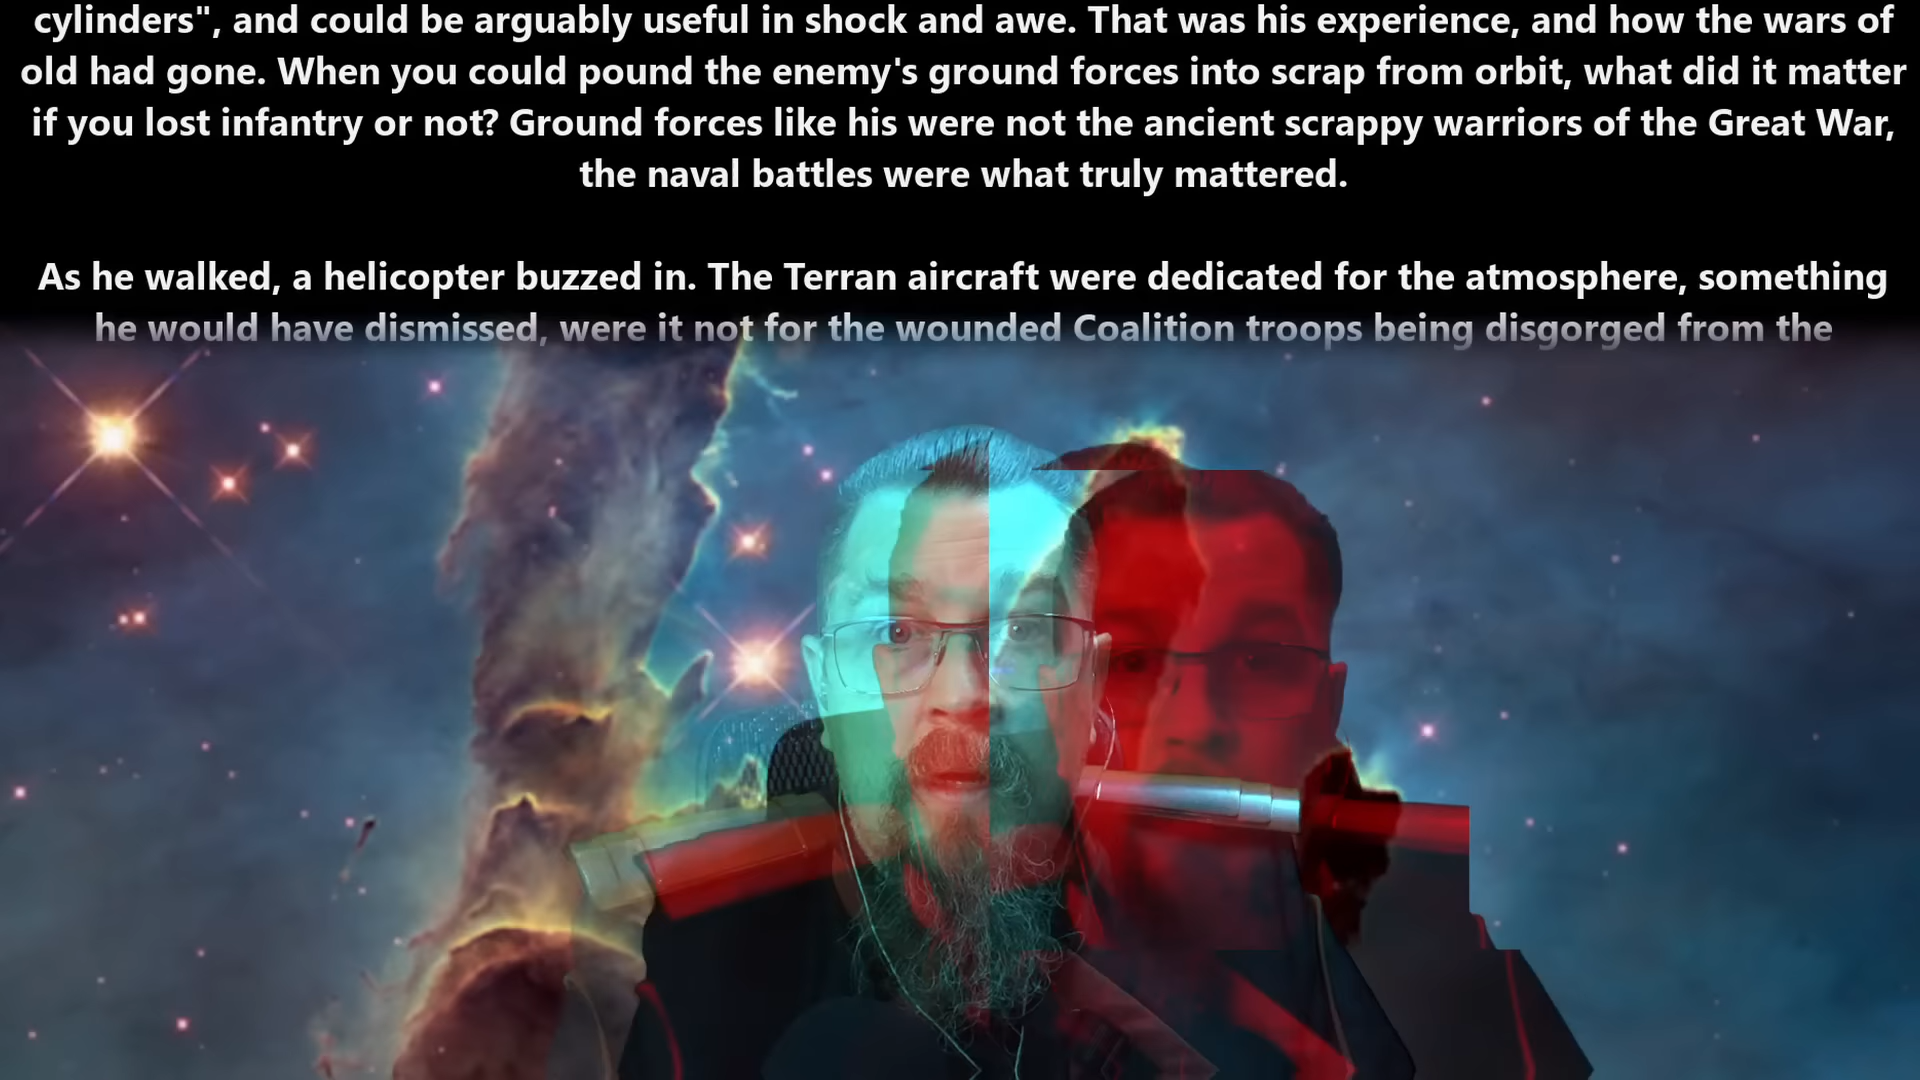 cylinders", and could be arguably useful in shock and awe. That was his experience, and how the wars of
old had gone. When you could pound the enemy's ground forces into scrap from orbit, what did it matter
if you lost infantry or not? Ground forces like his were not the ancient scrappy warriors of the Great War,
the naval battles were what truly mattered.
As he walked, a helicopter buzzed in. The Terran aircraft were dedicated for the atmosphere, something
he would have dismissed, were it not for the wounded Coalition troops being disgorged from the